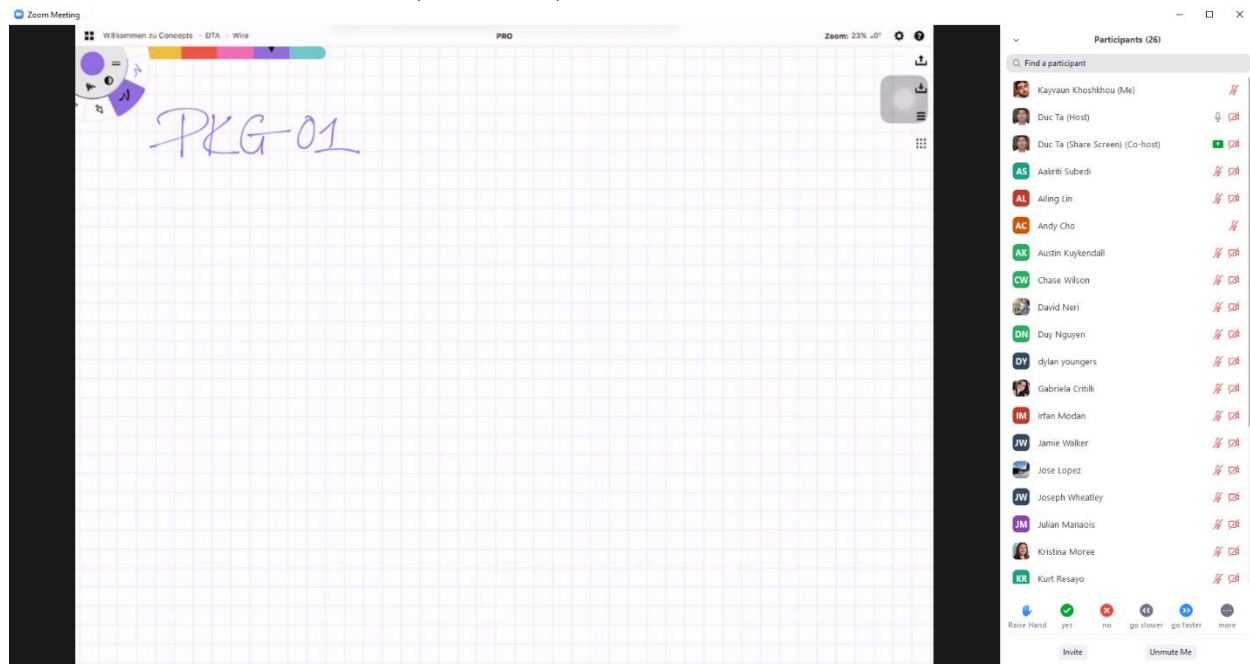 Zoom Meeting
Willkommen zu Concepts DTA Wire
PRO
Zoom: 23% ⊿0°
PKG-01
Participants (26)
Find a participant
Kayvaun Khoshkhou (Me)
Duc Ta (Host)
Duc Ta (Share Screen) (Co-host)
AS Aakriti Subedi
AL Ailing Lin
AC Andy Cho
AK Austin Kuykendall
CW Chase Wilson
David Neri
DN Duy Nguyen
DY dylan youngers
Gabriela Critilli
IM Irfan Modan
JW Jamie Walker
Jose Lopez
JW Joseph Wheatley
JM Julian Manaois
Kristina Moree
KR Kurt Resayo
Raise Hand yes no go slower go faster more
Invite Unmute Me